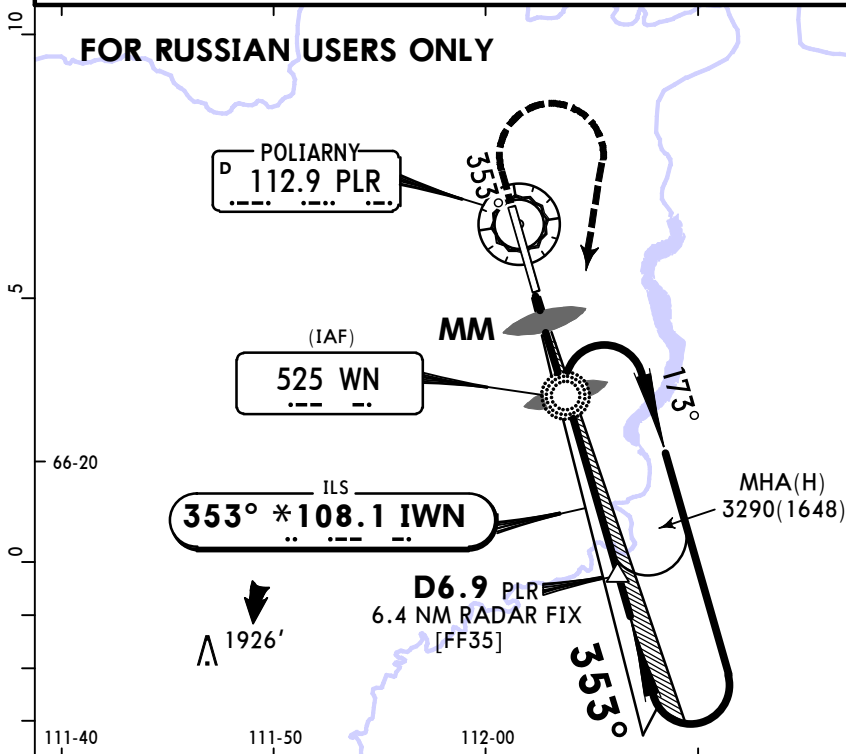 10
FOR RUSSIAN USERS ONLY
POLIARNY
D 112.9 PLR
353°
5
MM
(IAF)
525 WN
173°
66-20
ILS
353° *108.1 IWN
MHA(H)
3290(1648)
0
D6.9 PLR
6.4 NM RADAR FIX
[FF35]
1926'
353°
111-40
111-50
112-00